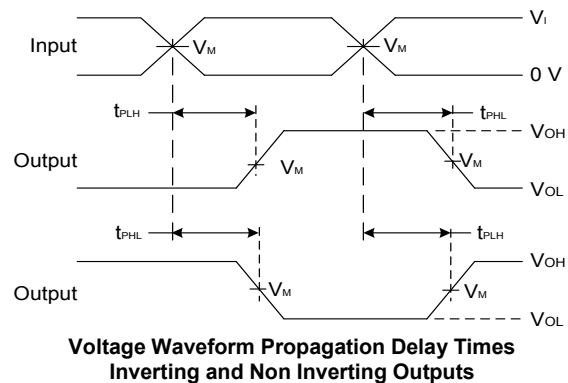 Input
VM
VM
VI
0 V
tPLH
tPHL
Output
VM
VM
VOH
VOL
tPHL
tPLH
Output
VM
VM
VOH
VOL
Voltage Waveform Propagation Delay Times
Inverting and Non Inverting Outputs